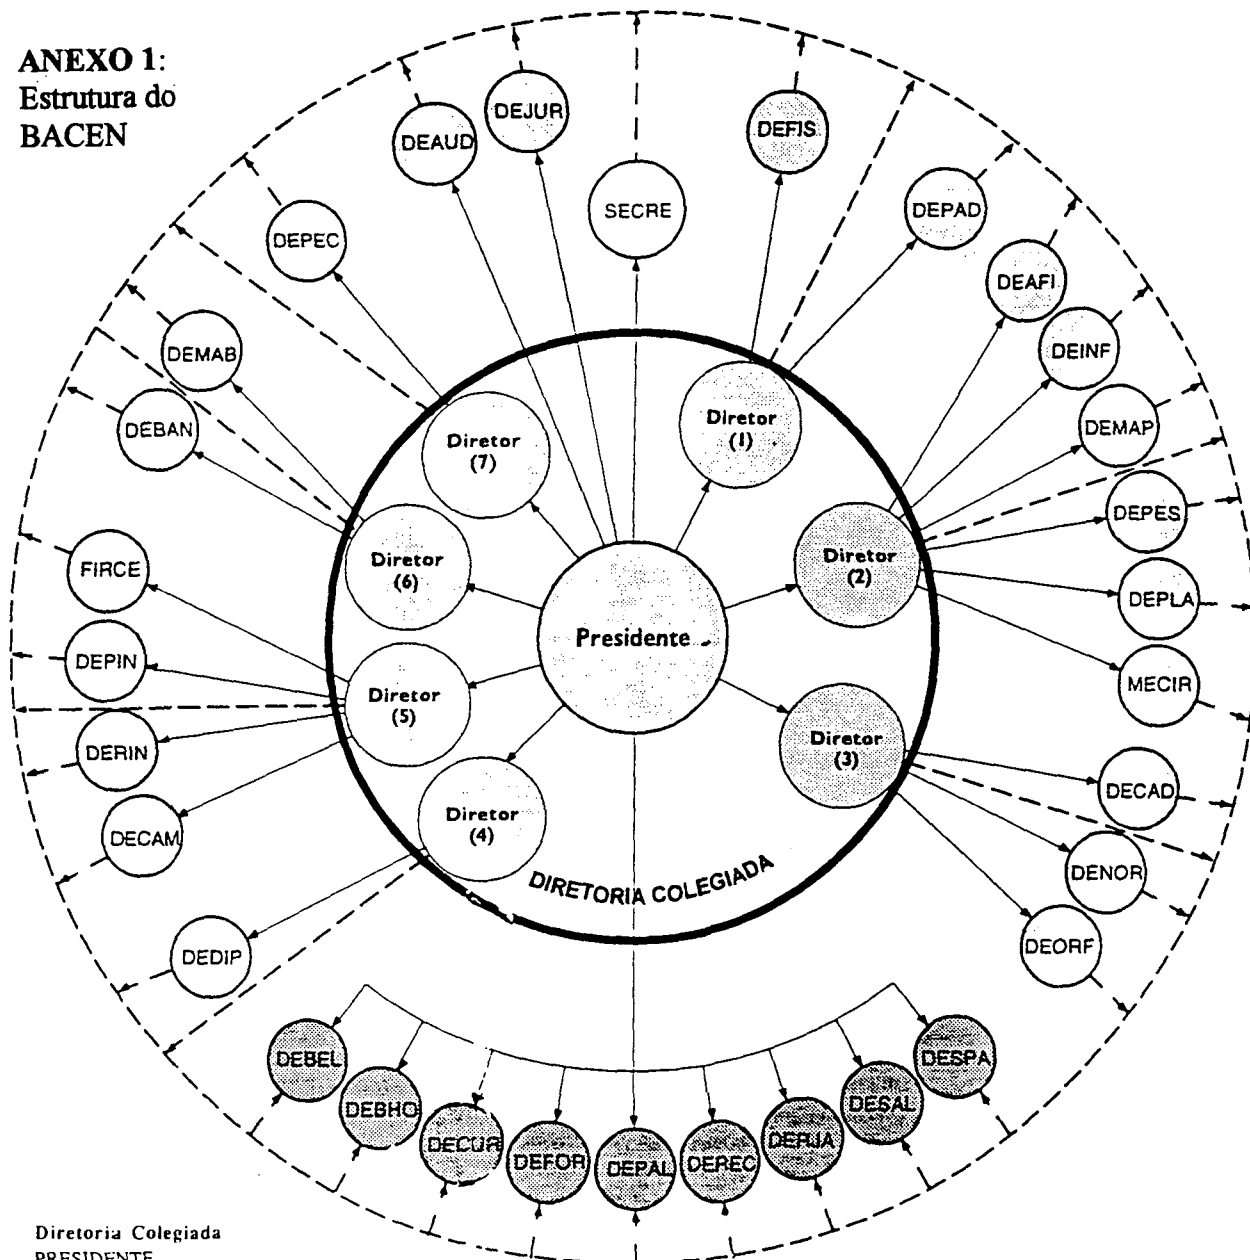 ANEXO 1:
Estrutura do
BACEN
DEJUR
DEAUD
DEFIS
SECRE
DEPAD
DEPEC
DEAFI
DEINF
DEMAB
DEMAP
DEBAN
DEPES
Diretor
(1)
Diretor
(7)
Diretor
(2)
Diretor
(6)
FIRCE
DEPLA
Presidente
DEPIN
MECIR
Diretor
(5)
Diretor
(3)
DERIN
DECAD
DECAM
Diretor
(4)
DENOR
DIRETORIA COLEGIADA
DEORF
DEDIP
DEBEL
DEBHO
DECUR
DEFOR
DEPAL
DEREC
DERJA
DESAL
DESPA
Diretoria Colegiada
PRESIDENTE